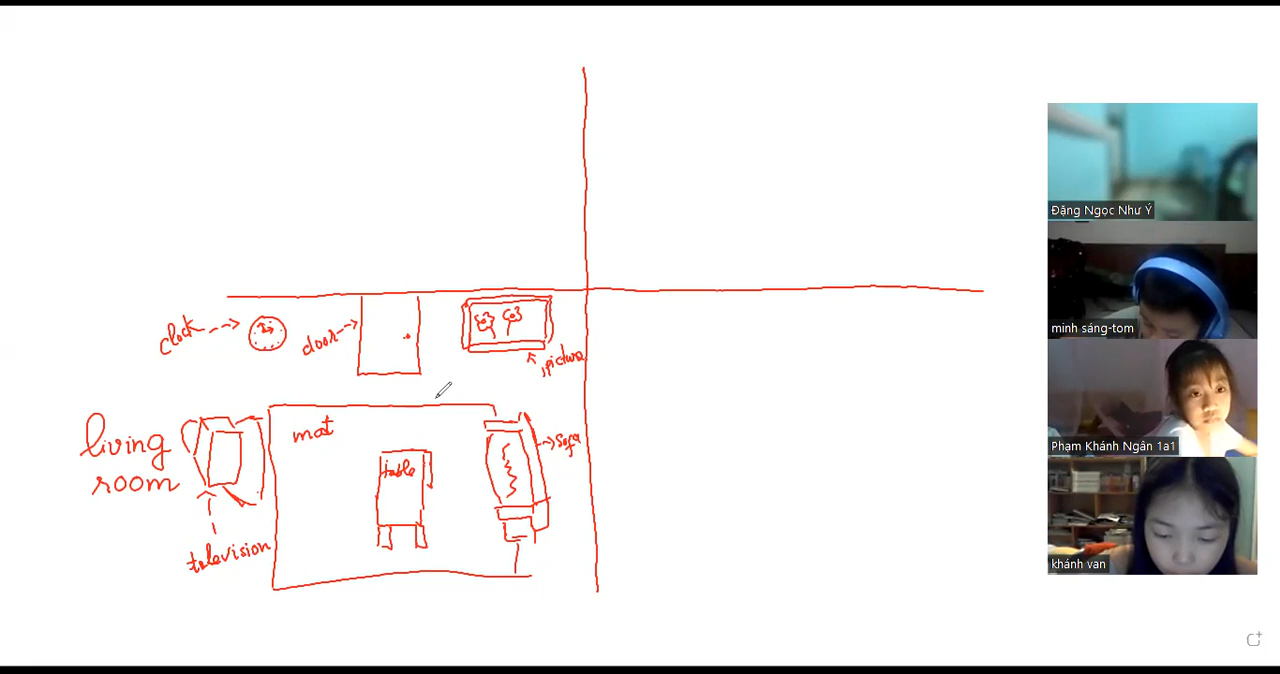 clock
door
picture
living
room
mat
table
sofa
television
Đặng Ngọc Như Ý
minh sáng-tom
Phạm Khánh Ngân 1a1
khánh van